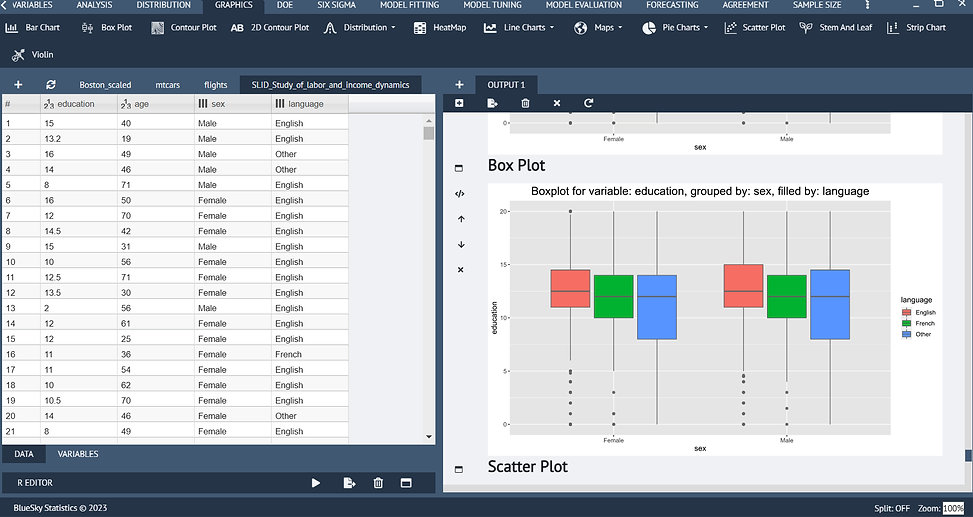 VARIABLES ANALYSIS DISTRIBUTION GRAPHICS DOE SIX SIGMA MODEL FITTING MODEL TUNING MODEL EVALUATION FORECASTING AGREEMENT SAMPLE SIZE
Bar Chart Box Plot Contour Plot AB 2D Contour Plot Distribution HeatMap Line Charts Maps Pie Charts Scatter Plot Stem And Leaf Strip Chart
Violin
Boston_scaled mtcars flights SLID_Study_of_labor_and_income_dynamics
# education age sex language
1 15 40 Male English
2 13.2 19 Male English
3 16 49 Male Other
4 14 46 Male Other
5 8 71 Male English
6 16 50 Female English
7 12 70 Female English
8 14.5 42 Female English
9 15 31 Male English
10 10 56 Female English
11 12.5 71 Female English
12 13.5 30 Female English
13 2 56 Male English
14 12 61 Female English
15 12 25 Female English
16 11 36 Female French
17 11 54 Female English
18 10 62 Female English
19 10.5 70 Female English
20 14 46 Female Other
21 8 49 Female English
DATA VARIABLES
R EDITOR
OUTPUT 1
0
Female Male
sex
Box Plot
Boxplot for variable: education, grouped by: sex, filled by: language
20
15
10
5
0
education
Female Male
sex
language
English
French
Other
Scatter Plot
BlueSky Statistics © 2023
Split: OFF Zoom: 100%